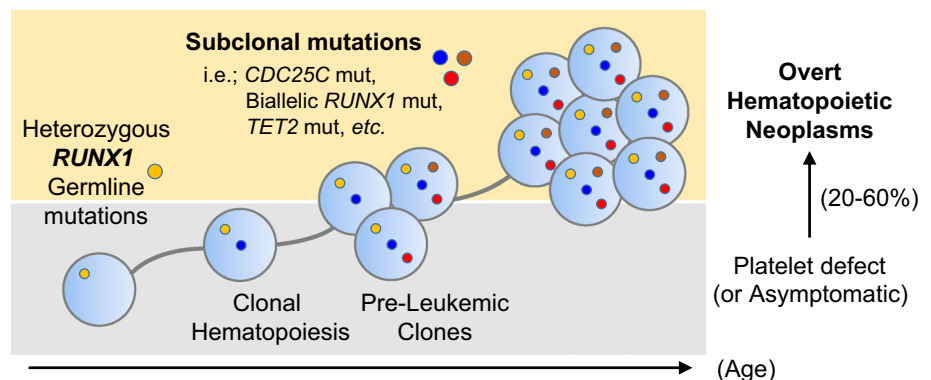 Subclonal mutations
i.e.; CDC25C mut,
Biallelic RUNX1 mut,
TET2 mut, etc.
Heterozygous
RUNX1
Germline
mutations
Clonal
Hematopoiesis
Pre-Leukemic
Clones
Overt
Hematopoietic
Neoplasms
(20-60%)
Platelet defect
(or Asymptomatic)
(Age)